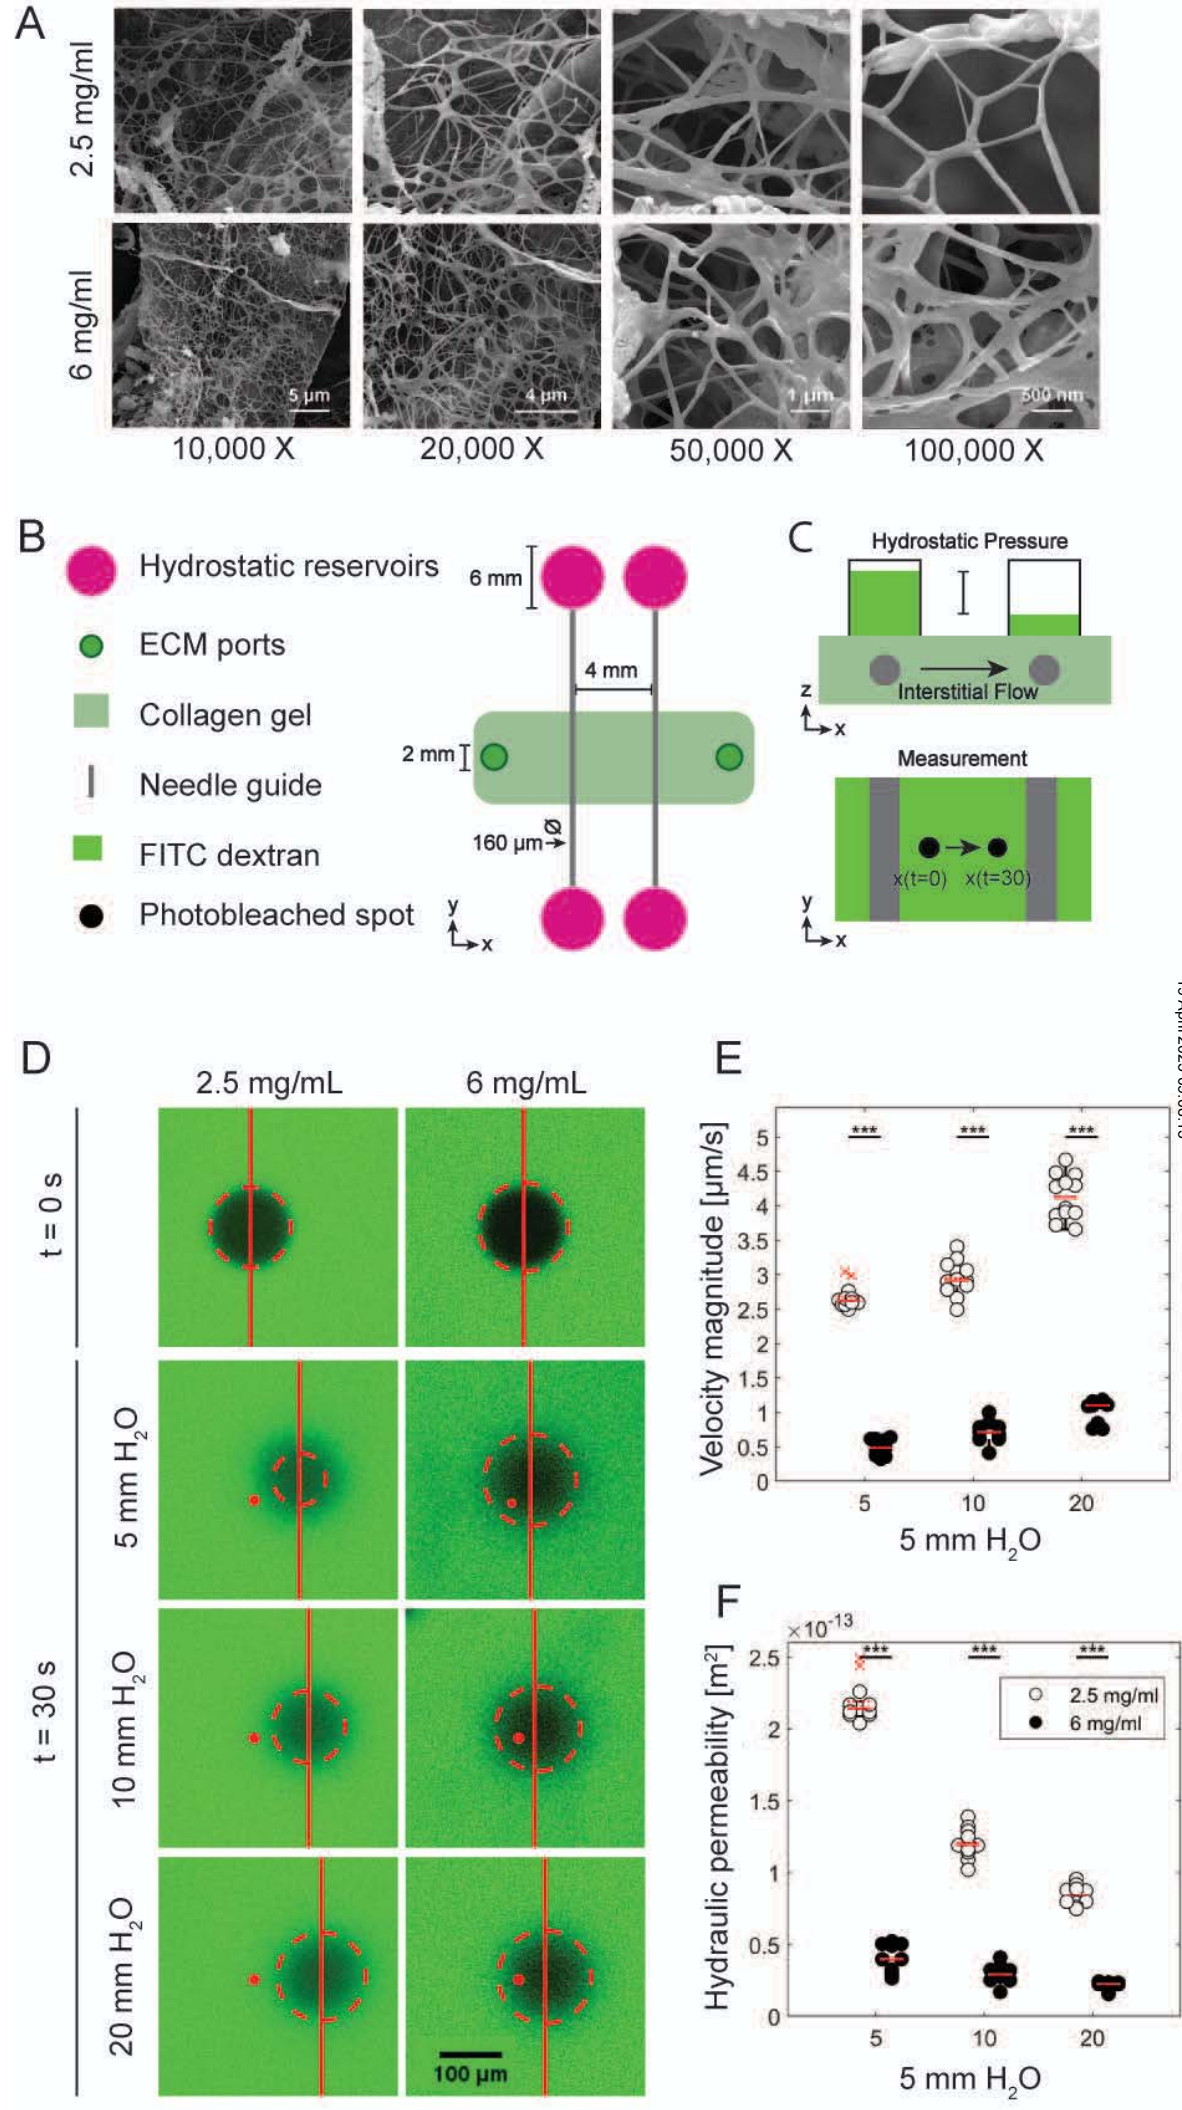 A
2.5 mg/ml
6 mg/ml
5 µm
4 µm
1 µm
500 nm
10,000 X
20,000 X
50,000 X
100,000 X
B
Hydrostatic reservoirs
ECM ports
Collagen gel
Needle guide
FITC dextran
Photobleached spot
6 mm
4 mm
2 mm
160 µm
Ø
y
x
C
Hydrostatic Pressure
Interstitial Flow
z
x
Measurement
x(t=0) x(t=30)
y
x
D
2.5 mg/mL
6 mg/mL
t = 0 s
t = 30 s
5 mm H₂O
10 mm H₂O
20 mm H₂O
100 µm
E
Velocity magnitude [µm/s]
5
4.5
4
3.5
3
2.5
2
1.5
1
0.5
0
***
***
***
5
10
20
5 mm H₂O
F
×10⁻¹³
Hydraulic permeability [m²]
2.5
2
1.5
1
0.5
0
***
***
***
2.5 mg/ml
6 mg/ml
5
10
20
5 mm H₂O